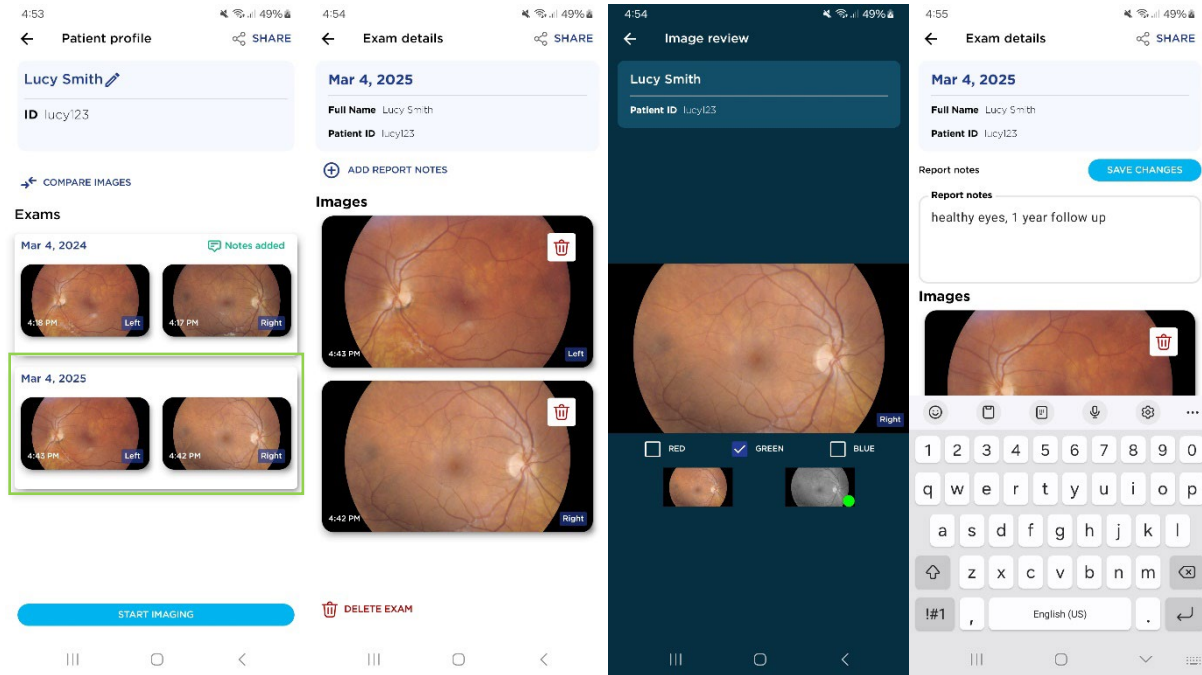 4:53
49%
Patient profile
SHARE
Lucy Smith
ID lucy123
COMPARE IMAGES
Exams
Mar 4, 2024
Notes added
4:18 PM
Left
4:17 PM
Right
Mar 4, 2025
4:43 PM
Left
4:42 PM
Right
START IMAGING
4:54
49%
Exam details
SHARE
Mar 4, 2025
Full Name Lucy Smith
Patient ID lucy123
ADD REPORT NOTES
Images
4:43 PM
Left
4:42 PM
Right
DELETE EXAM
4:54
49%
Image review
Lucy Smith
Patient ID lucy123
Right
RED
GREEN
BLUE
4:55
49%
Exam details
SHARE
Mar 4, 2025
Full Name Lucy Smith
Patient ID lucy123
Report notes
SAVE CHANGES
Report notes
healthy eyes, 1 year follow up
Images
1 2 3 4 5 6 7 8 9 0
q w e r t y u i o p
a s d f g h j k l
z x c v b n m
!#1 , English (US) .